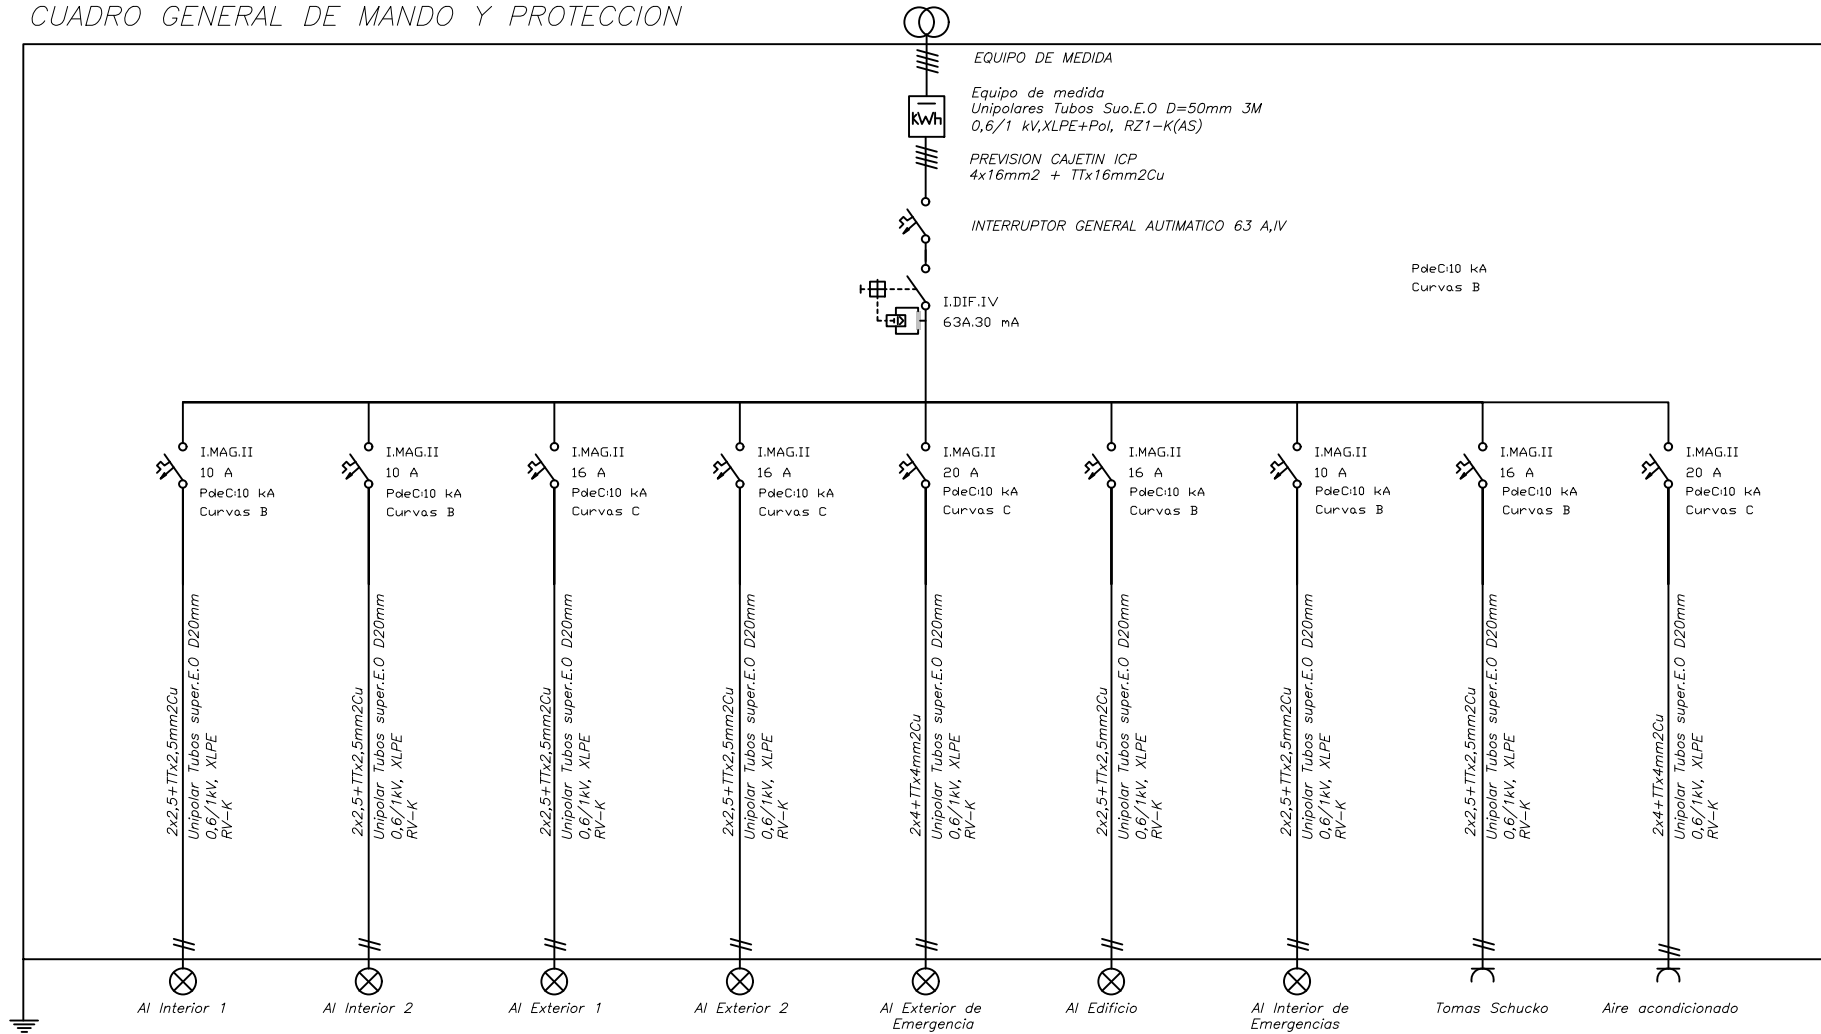 CUADRO GENERAL DE MANDO Y PROTECCION
EQUIPO DE MEDIDA
Equipo de medida
Unipolares Tubos Suo.E.O D=50mm 3M
0,6/1 kV,XLPE+Pol, RZ1-K(AS)
KWh
PREVISION CAJETIN ICP
4x16mm2 + TTx16mm2Cu
INTERRUPTOR GENERAL AUTIMATICO 63 A,IV
PdeC:10 kA
Curvas B
I.DIF.IV
63A.30 mA
I.MAG.II
10 A
PdeC:10 kA
Curvas B
I.MAG.II
10 A
PdeC:10 kA
Curvas B
I.MAG.II
16 A
PdeC:10 kA
Curvas C
I.MAG.II
16 A
PdeC:10 kA
Curvas C
I.MAG.II
20 A
PdeC:10 kA
Curvas C
I.MAG.II
16 A
PdeC:10 kA
Curvas B
I.MAG.II
10 A
PdeC:10 kA
Curvas B
I.MAG.II
16 A
PdeC:10 kA
Curvas B
I.MAG.II
20 A
PdeC:10 kA
Curvas C
2x2,5+TTx2,5mm2Cu
Unipolar Tubos super.E.O D20mm
0,6/1kV, XLPE
RV-K
2x2,5+TTx2,5mm2Cu
Unipolar Tubos super.E.O D20mm
0,6/1kV, XLPE
RV-K
2x2,5+TTx2,5mm2Cu
Unipolar Tubos super.E.O D20mm
0,6/1kV, XLPE
RV-K
2x2,5+TTx2,5mm2Cu
Unipolar Tubos super.E.O D20mm
0,6/1kV, XLPE
RV-K
2x4+TTx4mm2Cu
Unipolar Tubos super.E.O D20mm
0,6/1kV, XLPE
RV-K
2x2,5+TTx2,5mm2Cu
Unipolar Tubos super.E.O D20mm
0,6/1kV, XLPE
RV-K
2x2,5+TTx2,5mm2Cu
Unipolar Tubos super.E.O D20mm
0,6/1kV, XLPE
RV-K
2x2,5+TTx2,5mm2Cu
Unipolar Tubos super.E.O D20mm
0,6/1kV, XLPE
RV-K
2x4+TTx4mm2Cu
Unipolar Tubos super.E.O D20mm
0,6/1kV, XLPE
RV-K
Al Interior 1
Al Interior 2
Al Exterior 1
Al Exterior 2
Al Exterior de
Emergencia
Al Edificio
Al Interior de
Emergencias
Tomas Schucko
Aire acondicionado